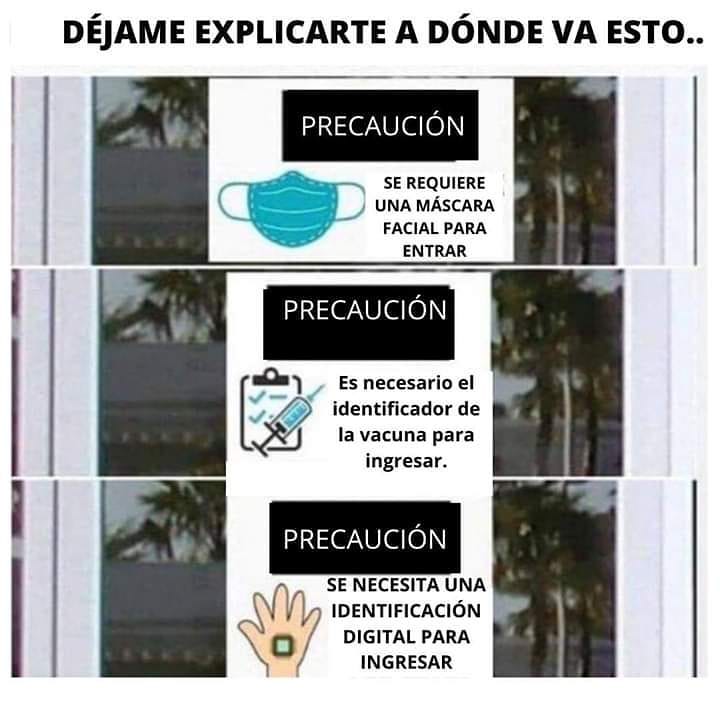 DÉJAME EXPLICARTE A DÓNDE VA ESTO..
PRECAUCIÓN
SE REQUIERE
UNA MÁSCARA
FACIAL PARA
ENTRAR
PRECAUCIÓN
Es necesario el
identificador de
la vacuna para
ingresar.
PRECAUCIÓN
SE NECESITA UNA
IDENTIFICACIÓN
DIGITAL PARA
INGRESAR